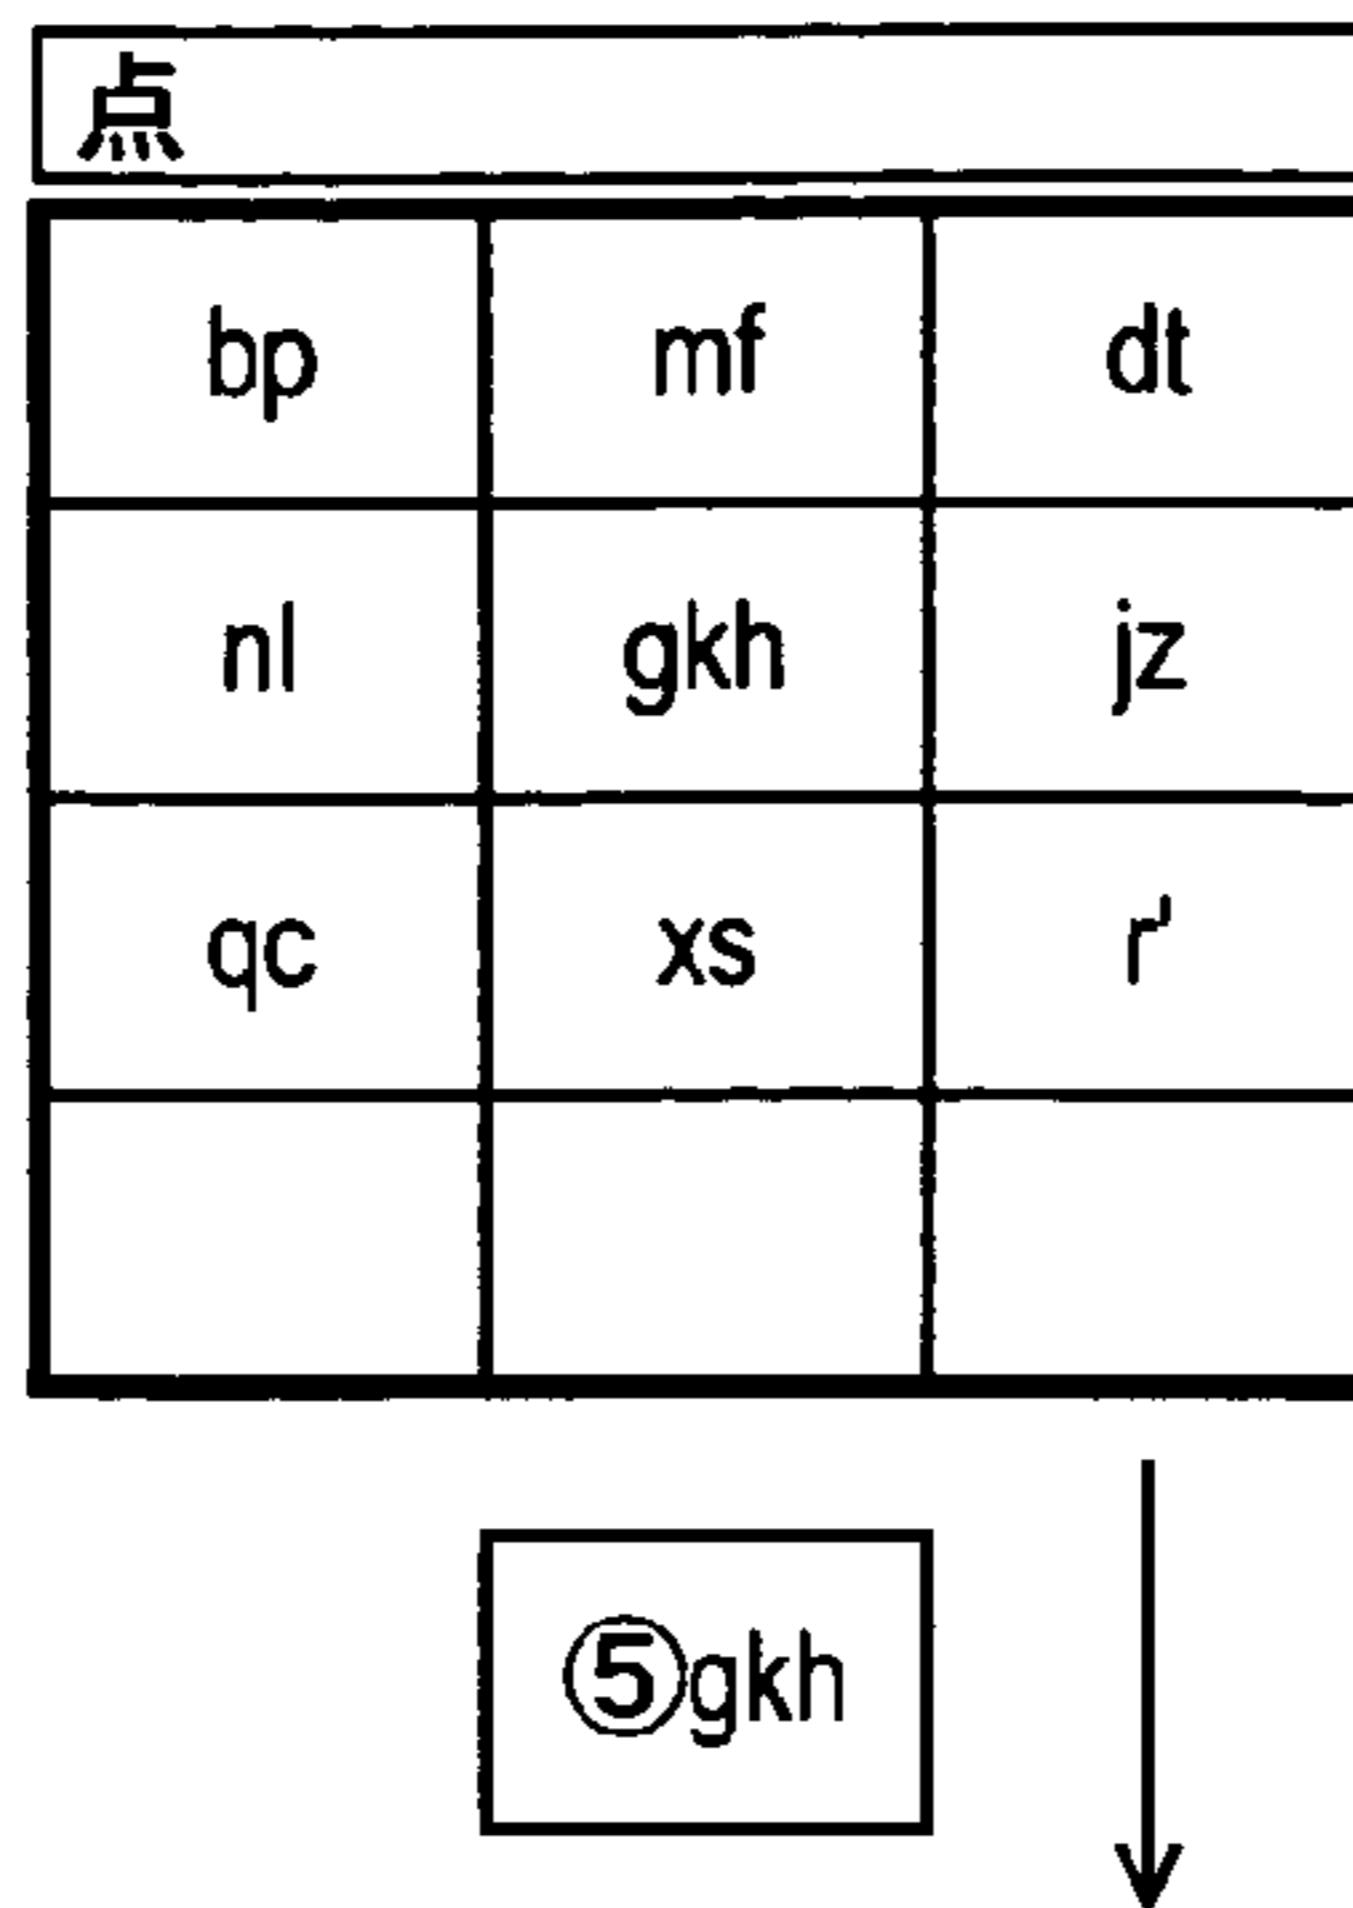 点
bp mf dt
nl gkh jz
qc xs r'
⑤gkh